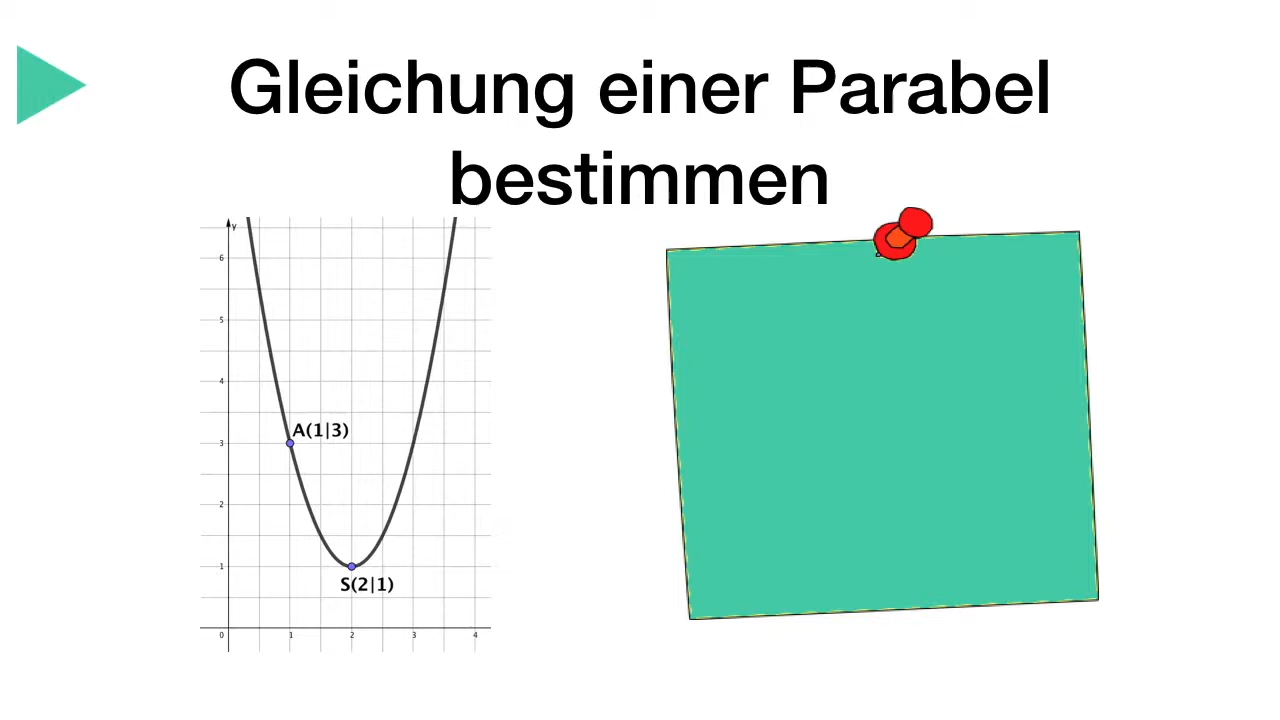 Gleichung einer Parabel
bestimmen
y
6
5
4
A(1|3)
3
2
1
S(2|1)
0 1 2 3 4